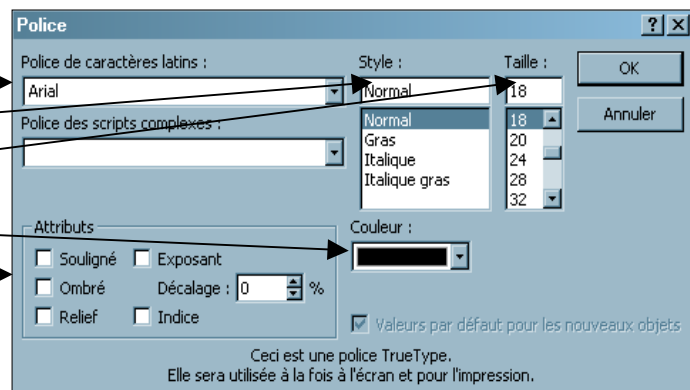 Police
Police de caractères latins : Style : Taille :
Arial Normal 18 OK
Police des scripts complexes : Normal 18 Annuler
Gras 20
Italique 24
Italique gras 28
32
Attributs Couleur :
Souligné Exposant
Ombré Décalage : 0 %
Relief Indice
Valeurs par défaut pour les nouveaux objets
Ceci est une police TrueType.
Elle sera utilisée à la fois à l'écran et pour l'impression.